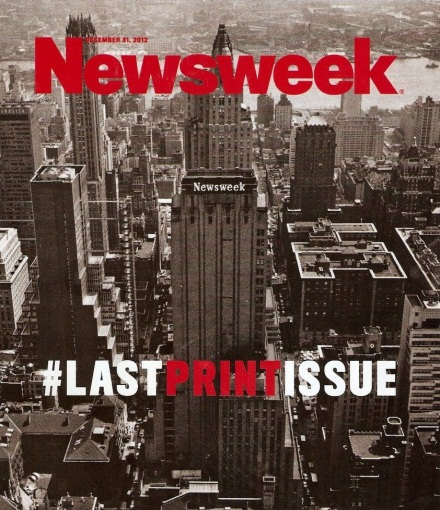 DECEMBER 31, 2012
Newsweek
Newsweek
#LASTPRINTISSUE